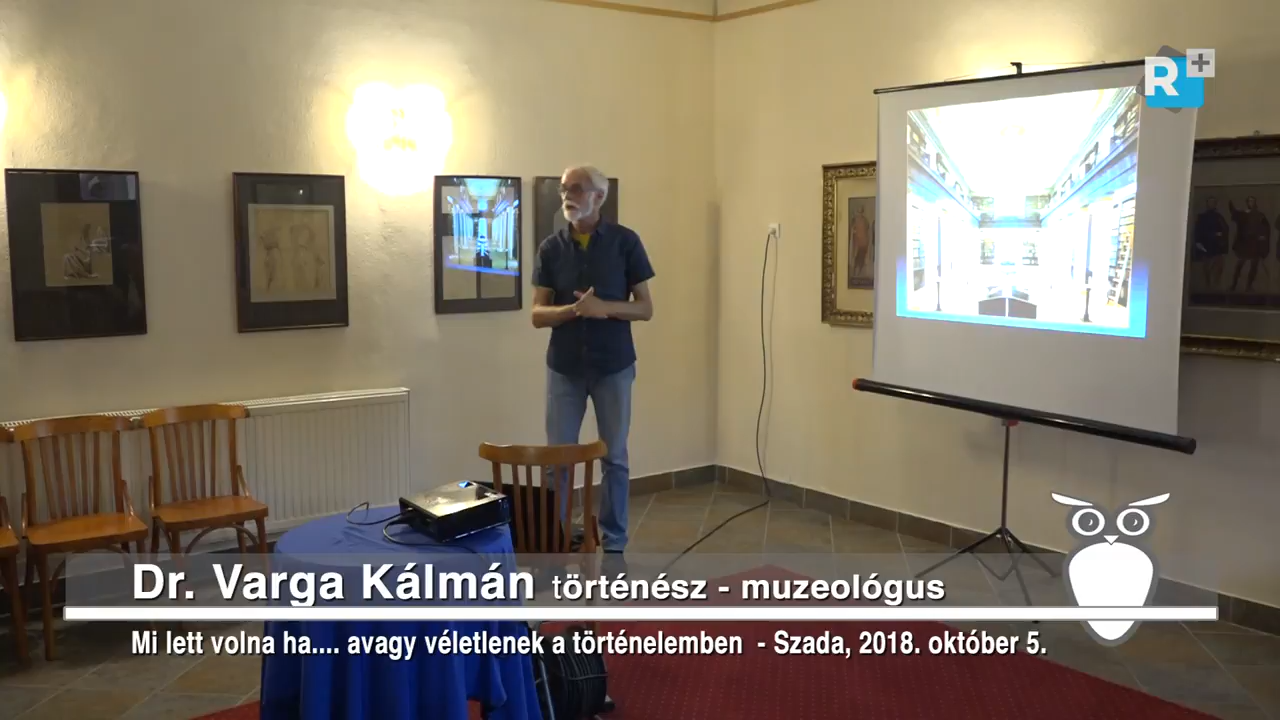 R+
Dr. Varga Kálmán történész - muzeológus
Mi lett volna ha.... avagy véletlenek a történelemben - Szada, 2018. október 5.